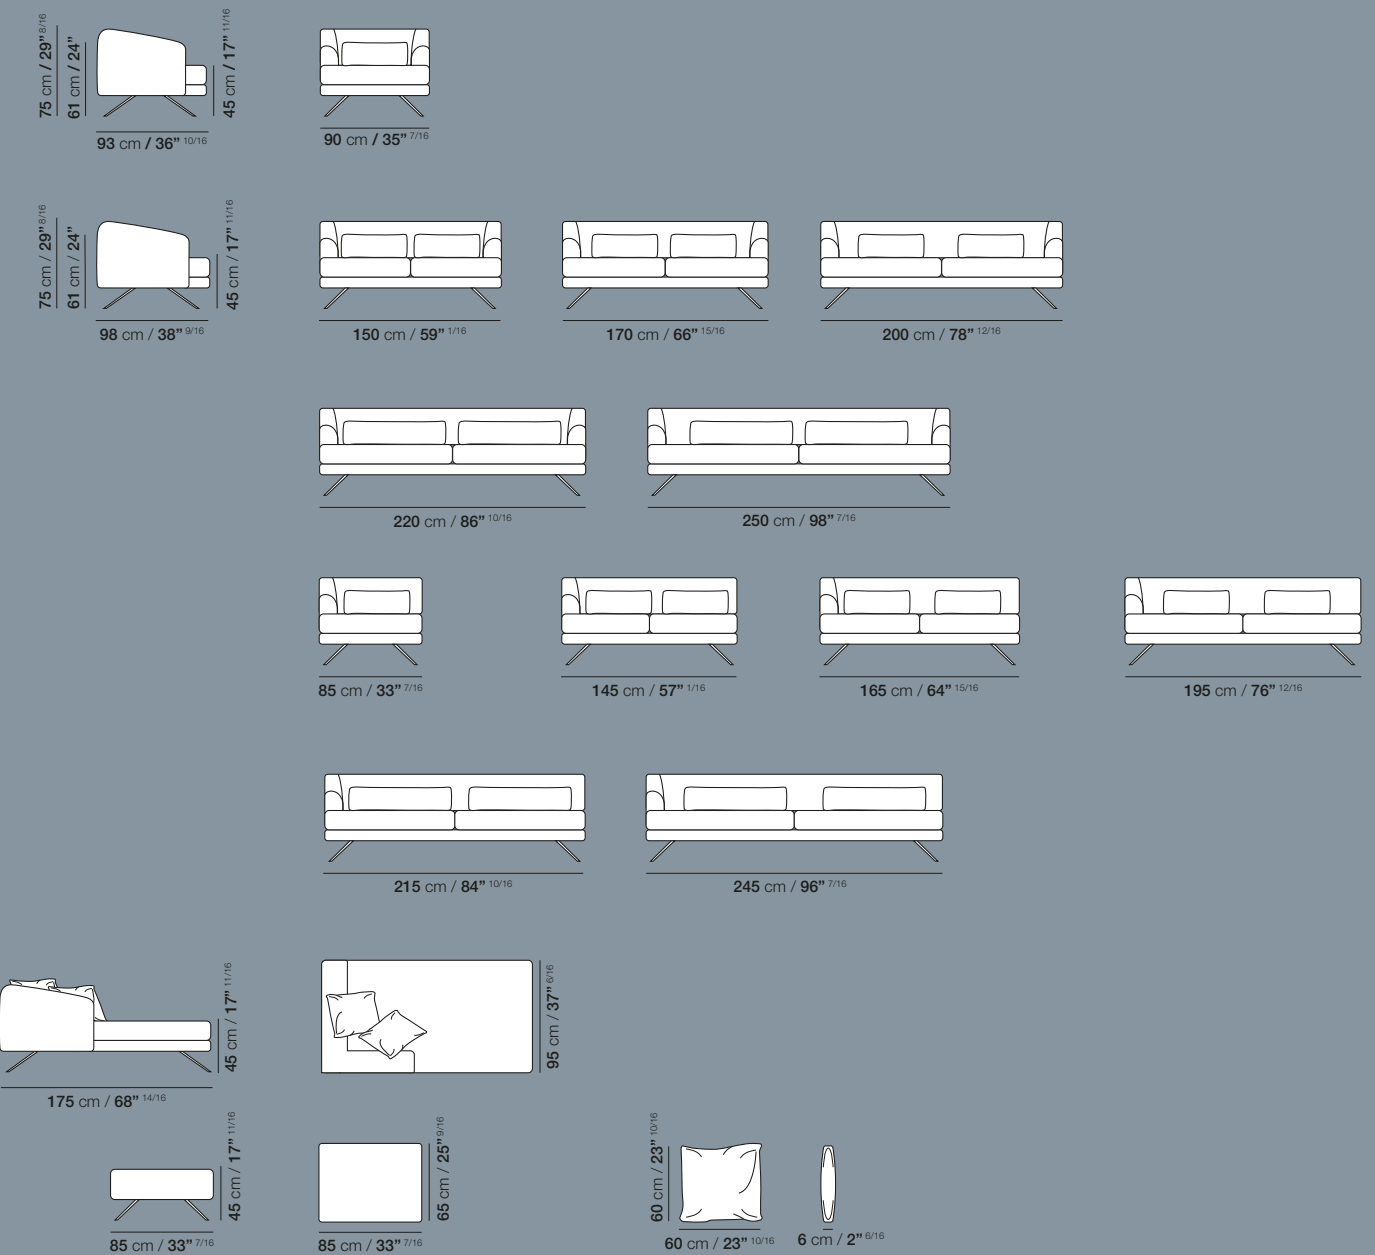 75 cm / 29” 8/16
61 cm / 24”
45 cm / 17” 11/16
93 cm / 36” 10/16
90 cm / 35” 7/16
75 cm / 29” 8/16
61 cm / 24”
45 cm / 17” 11/16
98 cm / 38” 9/16
150 cm / 59” 1/16
170 cm / 66” 15/16
200 cm / 78” 12/16
220 cm / 86” 10/16
250 cm / 98” 7/16
85 cm / 33” 7/16
145 cm / 57” 1/16
165 cm / 64” 15/16
195 cm / 76” 12/16
215 cm / 84” 10/16
245 cm / 96” 7/16
45 cm / 17” 11/16
175 cm / 68” 14/16
95 cm / 37” 6/16
45 cm / 17” 11/16
85 cm / 33” 7/16
65 cm / 25” 9/16
85 cm / 33” 7/16
60 cm / 23” 10/16
60 cm / 23” 10/16
6 cm / 2” 6/16